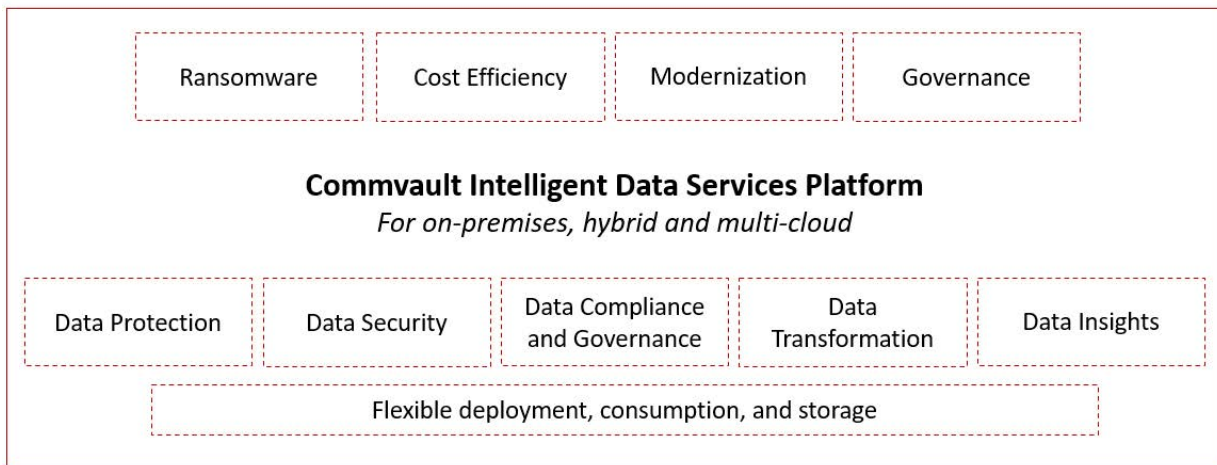 Ransomware
Cost Efficiency
Modernization
Governance
Commvault Intelligent Data Services Platform
For on-premises, hybrid and multi-cloud
Data Protection
Data Security
Data Compliance
and Governance
Data
Transformation
Data Insights
Flexible deployment, consumption, and storage